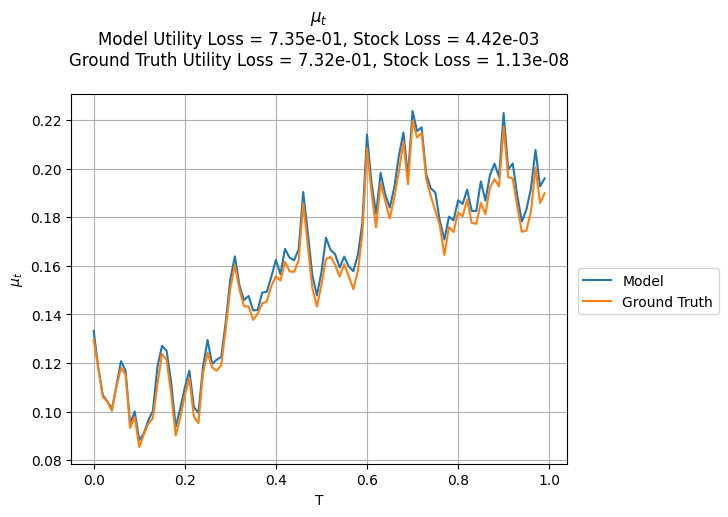 μₜ
Model Utility Loss = 7.35e-01, Stock Loss = 4.42e-03
Ground Truth Utility Loss = 7.32e-01, Stock Loss = 1.13e-08
0.22
0.20
0.18
0.16
0.14
0.12
0.10
0.08
μₜ
0.0 0.2 0.4 0.6 0.8 1.0
T
Model
Ground Truth